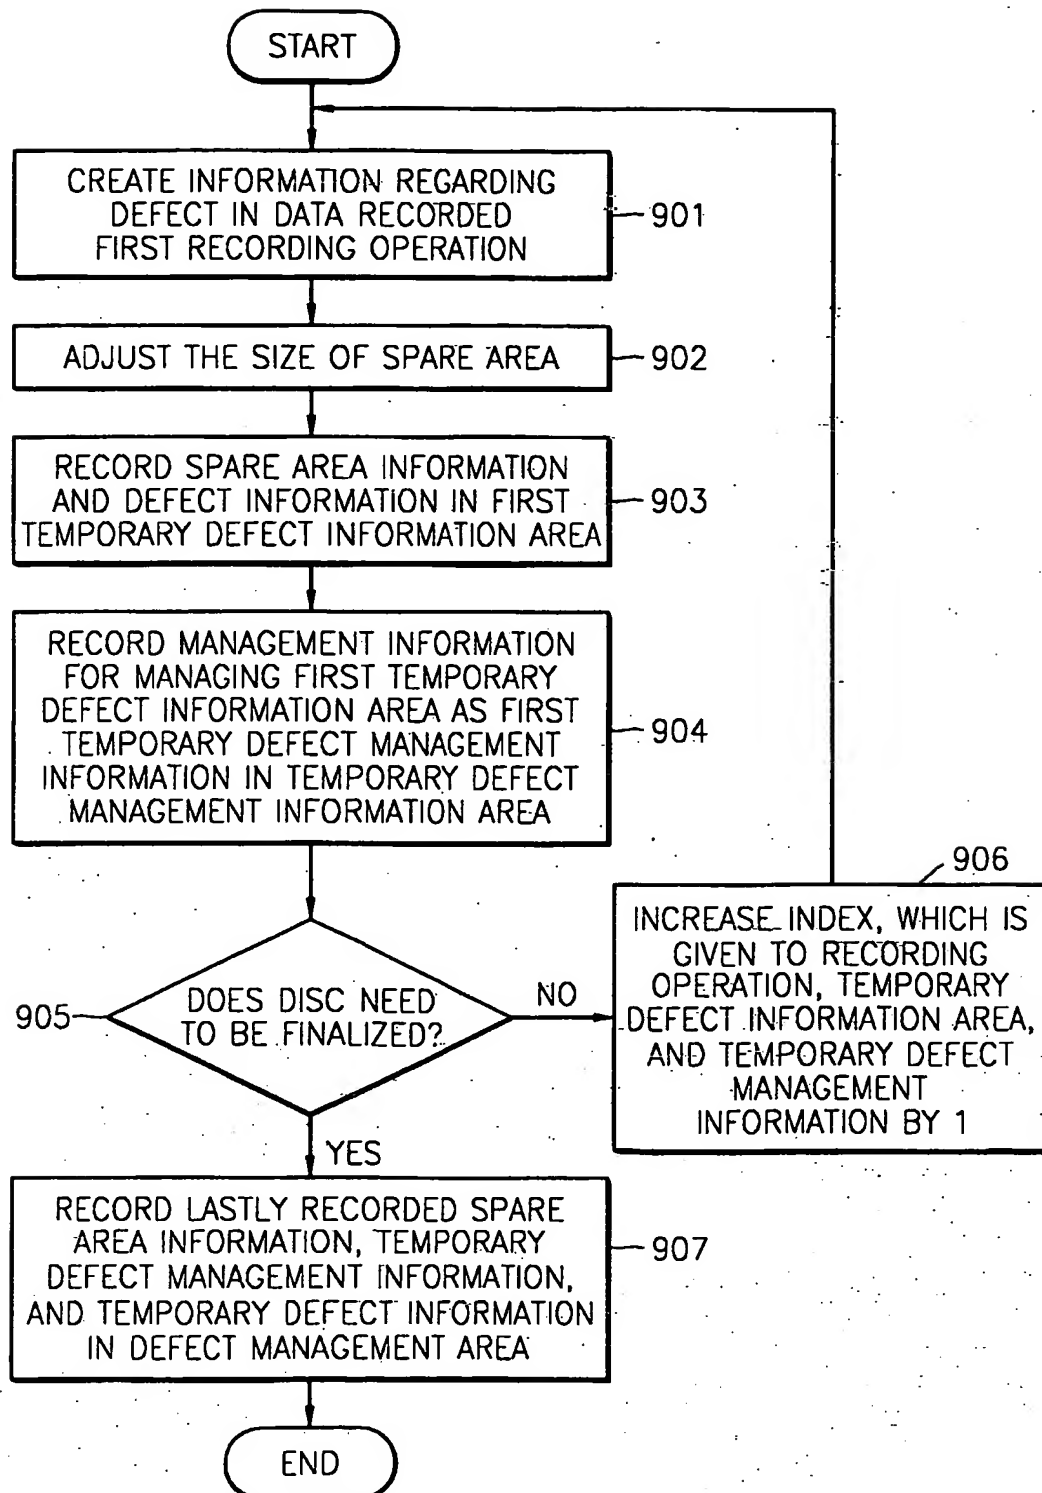 START
CREATE INFORMATION REGARDING
DEFECT IN DATA RECORDED
FIRST RECORDING OPERATION
901
ADJUST THE SIZE OF SPARE AREA
902
RECORD SPARE AREA INFORMATION
AND DEFECT INFORMATION IN FIRST
TEMPORARY DEFECT INFORMATION AREA
903
RECORD MANAGEMENT INFORMATION
FOR MANAGING FIRST TEMPORARY
DEFECT INFORMATION AREA AS FIRST
TEMPORARY DEFECT MANAGEMENT
INFORMATION IN TEMPORARY DEFECT
MANAGEMENT INFORMATION AREA
904
905
DOES DISC NEED
TO BE FINALIZED?
NO
906
INCREASE INDEX, WHICH IS
GIVEN TO RECORDING
OPERATION, TEMPORARY
DEFECT INFORMATION AREA,
AND TEMPORARY DEFECT
MANAGEMENT
INFORMATION BY 1
YES
RECORD LASTLY RECORDED SPARE
AREA INFORMATION, TEMPORARY
DEFECT MANAGEMENT INFORMATION,
AND TEMPORARY DEFECT INFORMATION
IN DEFECT MANAGEMENT AREA
907
END